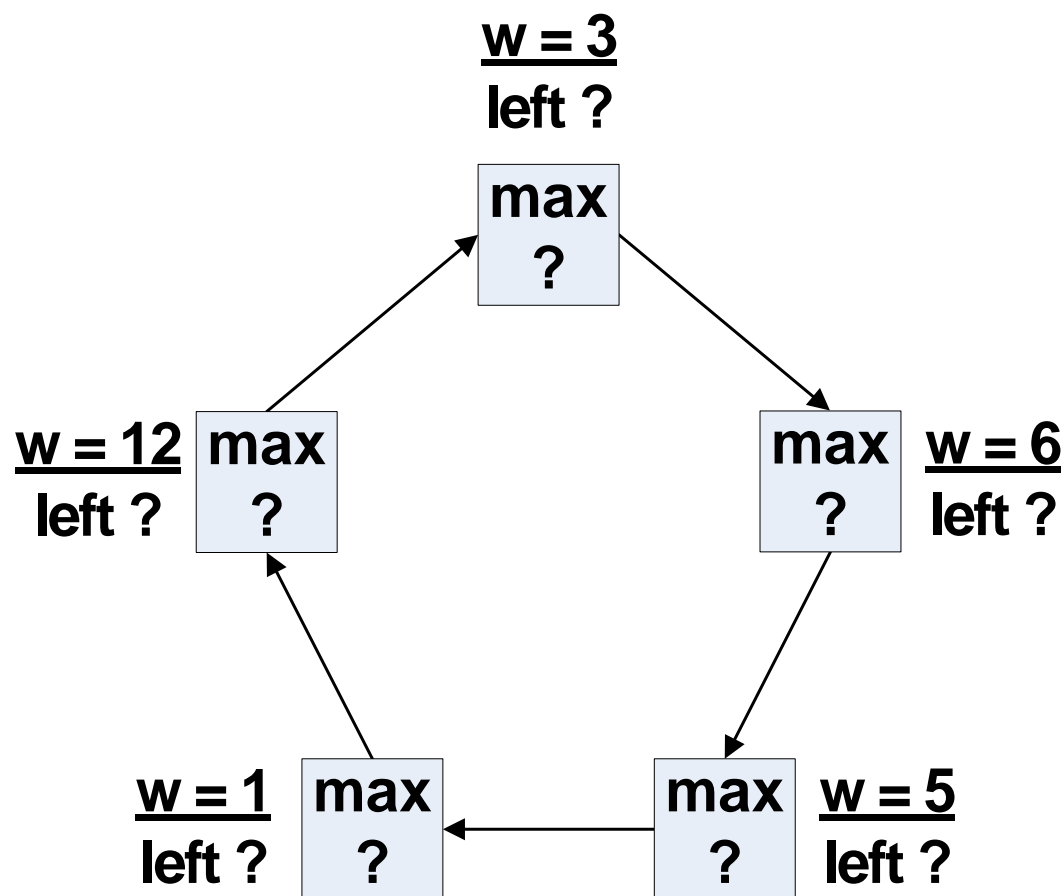 w = 3
left ?
max
?
w = 12
left ?
max
?
max
?
w = 6
left ?
w = 1
left ?
max
?
max
?
w = 5
left ?